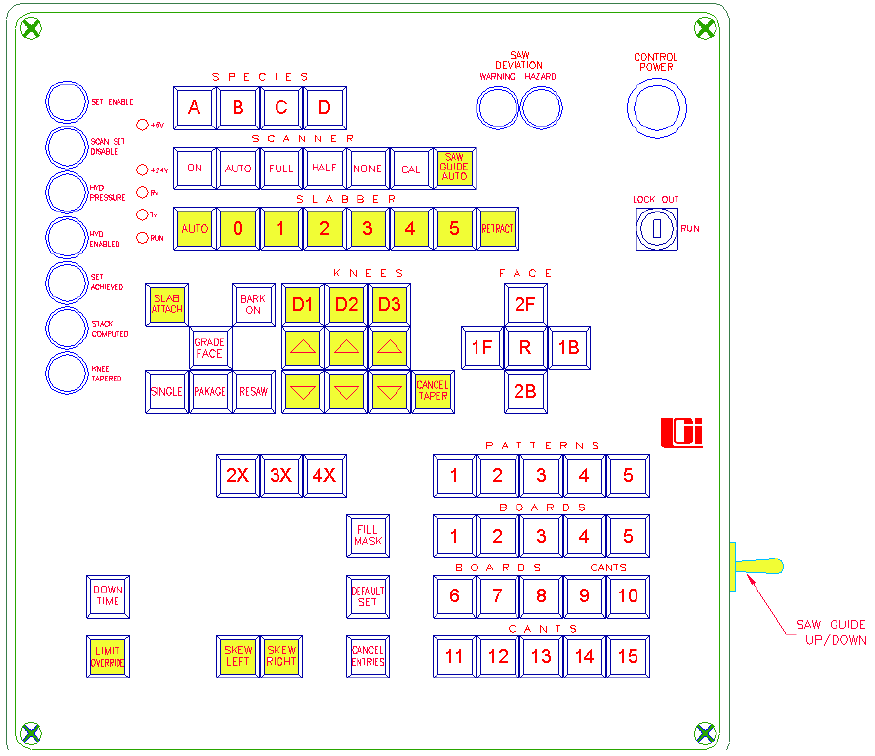 SAW
DEVIATION
WARNING HAZARD
CONTROL
POWER
SPECIES
A B C D
SET ENABLE
+5V
SCAN SET
DISABLE
SCANNER
ON AUTO FULL HALF NONE CAL SAW GUIDE AUTO
+24V
HYD
PRESSURE
Rx
Tx
SLABBER
AUTO 0 1 2 3 4 5 RETRACT
LOCK OUT
RUN
HYD
ENABLED
RUN
KNEES
FACE
SET
ACHIEVED
SLAB
ATTACH
BARK
ON
D1 D2 D3
2F
STACK
COMPUTED
GRADE
FACE
1F R 1B
KNEE
TAPERED
SINGLE PAKAGE RESAW
CANCEL
TAPER
2B
LGi
PATTERNS
2X 3X 4X
1 2 3 4 5
BOARDS
FILL
MASK
1 2 3 4 5
BOARDS CANTS
DOWN
TIME
DEFAULT
SET
6 7 8 9 10
CANTS
LIMIT
OVERRIDE
SKEW
LEFT
SKEW
RIGHT
CANCEL
ENTRIES
11 12 13 14 15
SAW GUIDE
UP/DOWN